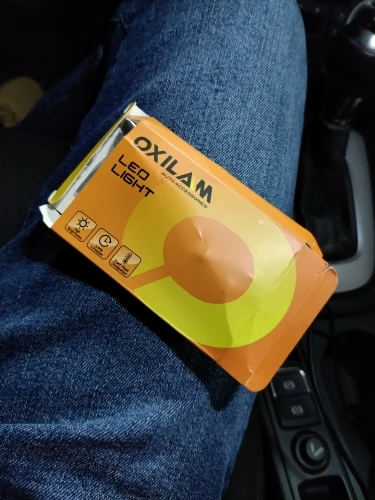 OXILAM
AUTO ACCESSORIES
LED
LIGHT